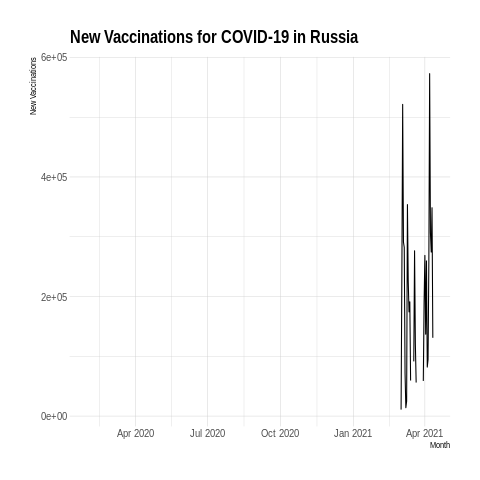 New Vaccinations for COVID-19 in Russia
New Vaccinations
6e+05
4e+05
2e+05
0e+00
Apr 2020 Jul 2020 Oct 2020 Jan 2021 Apr 2021
Month